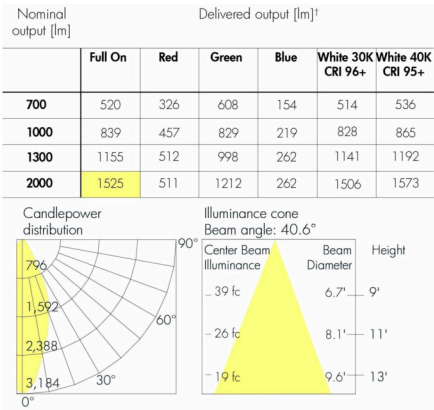 Nominal output [lm] Delivered output [lm]†
Full On Red Green Blue White 30K CRI 96+ White 40K CRI 95+
700 520 326 608 154 514 536
1000 839 457 829 219 828 865
1300 1155 512 998 262 1141 1192
2000 1525 511 1212 262 1506 1573
Candlepower
distribution
90°
796
1,592
60°
2,388
3,184
30°
0°
Illuminance cone
Beam angle: 40.6°
Center Beam Illuminance Beam Diameter Height
39 fc 6.7' 9'
26 fc 8.1' 11'
19 fc 9.6' 13'